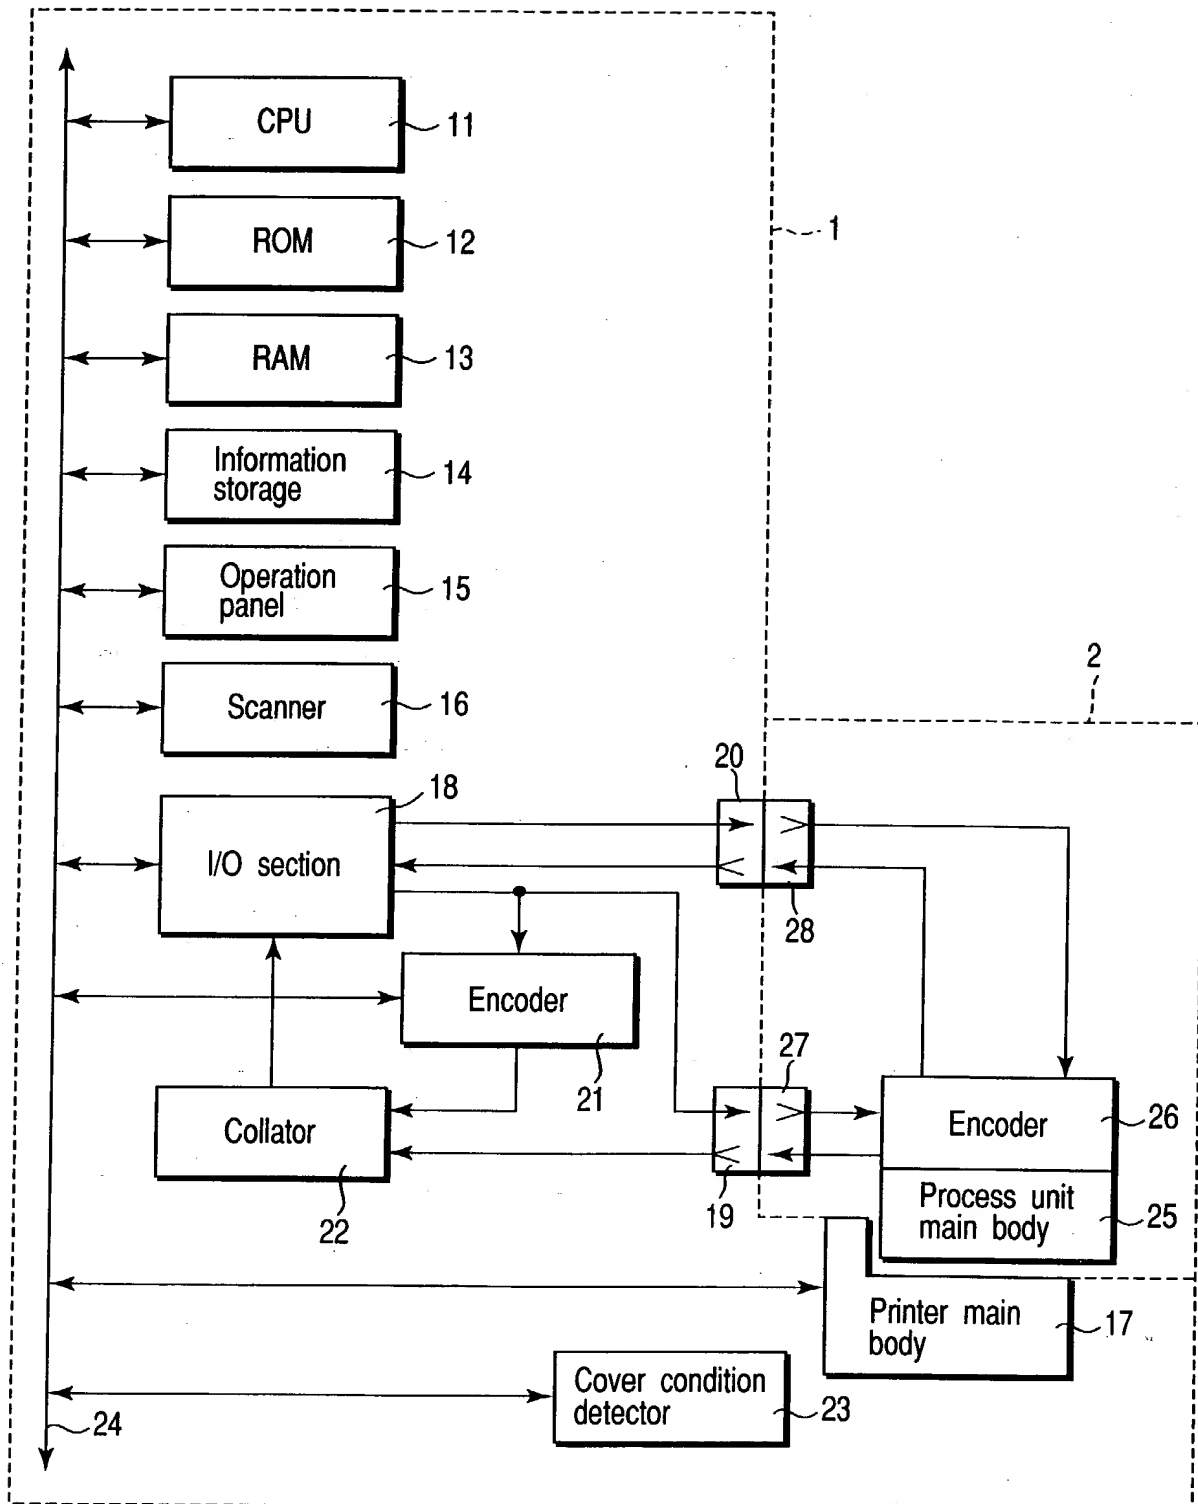 CPU
11
ROM
12
1
RAM
13
Information
storage
14
Operation
panel
15
2
Scanner
16
20
18
I/O section
28
Encoder
21
27
Collator
22
19
Encoder
26
Process unit
main body
25
Printer main
body
17
Cover condition
detector
23
24